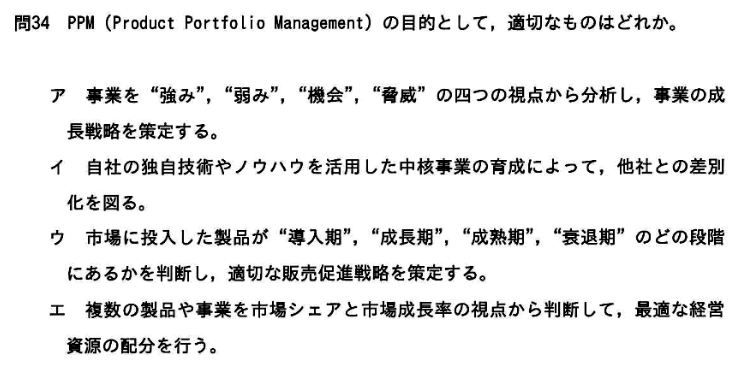 問34 PPM（Product Portfolio Management）の目的として，適切なものはどれか。
ア 事業を“強み”，“弱み”，“機会”，“脅威”の四つの視点から分析し，事業の成
長戦略を策定する。
イ 自社の独自技術やノウハウを活用した中核事業の育成によって，他社との差別
化を図る。
ウ 市場に投入した製品が“導入期”，“成長期”，“成熟期”，“衰退期”のどの段階
にあるかを判断し，適切な販売促進戦略を策定する。
エ 複数の製品や事業を市場シェアと市場成長率の視点から判断して，最適な経営
資源の配分を行う。